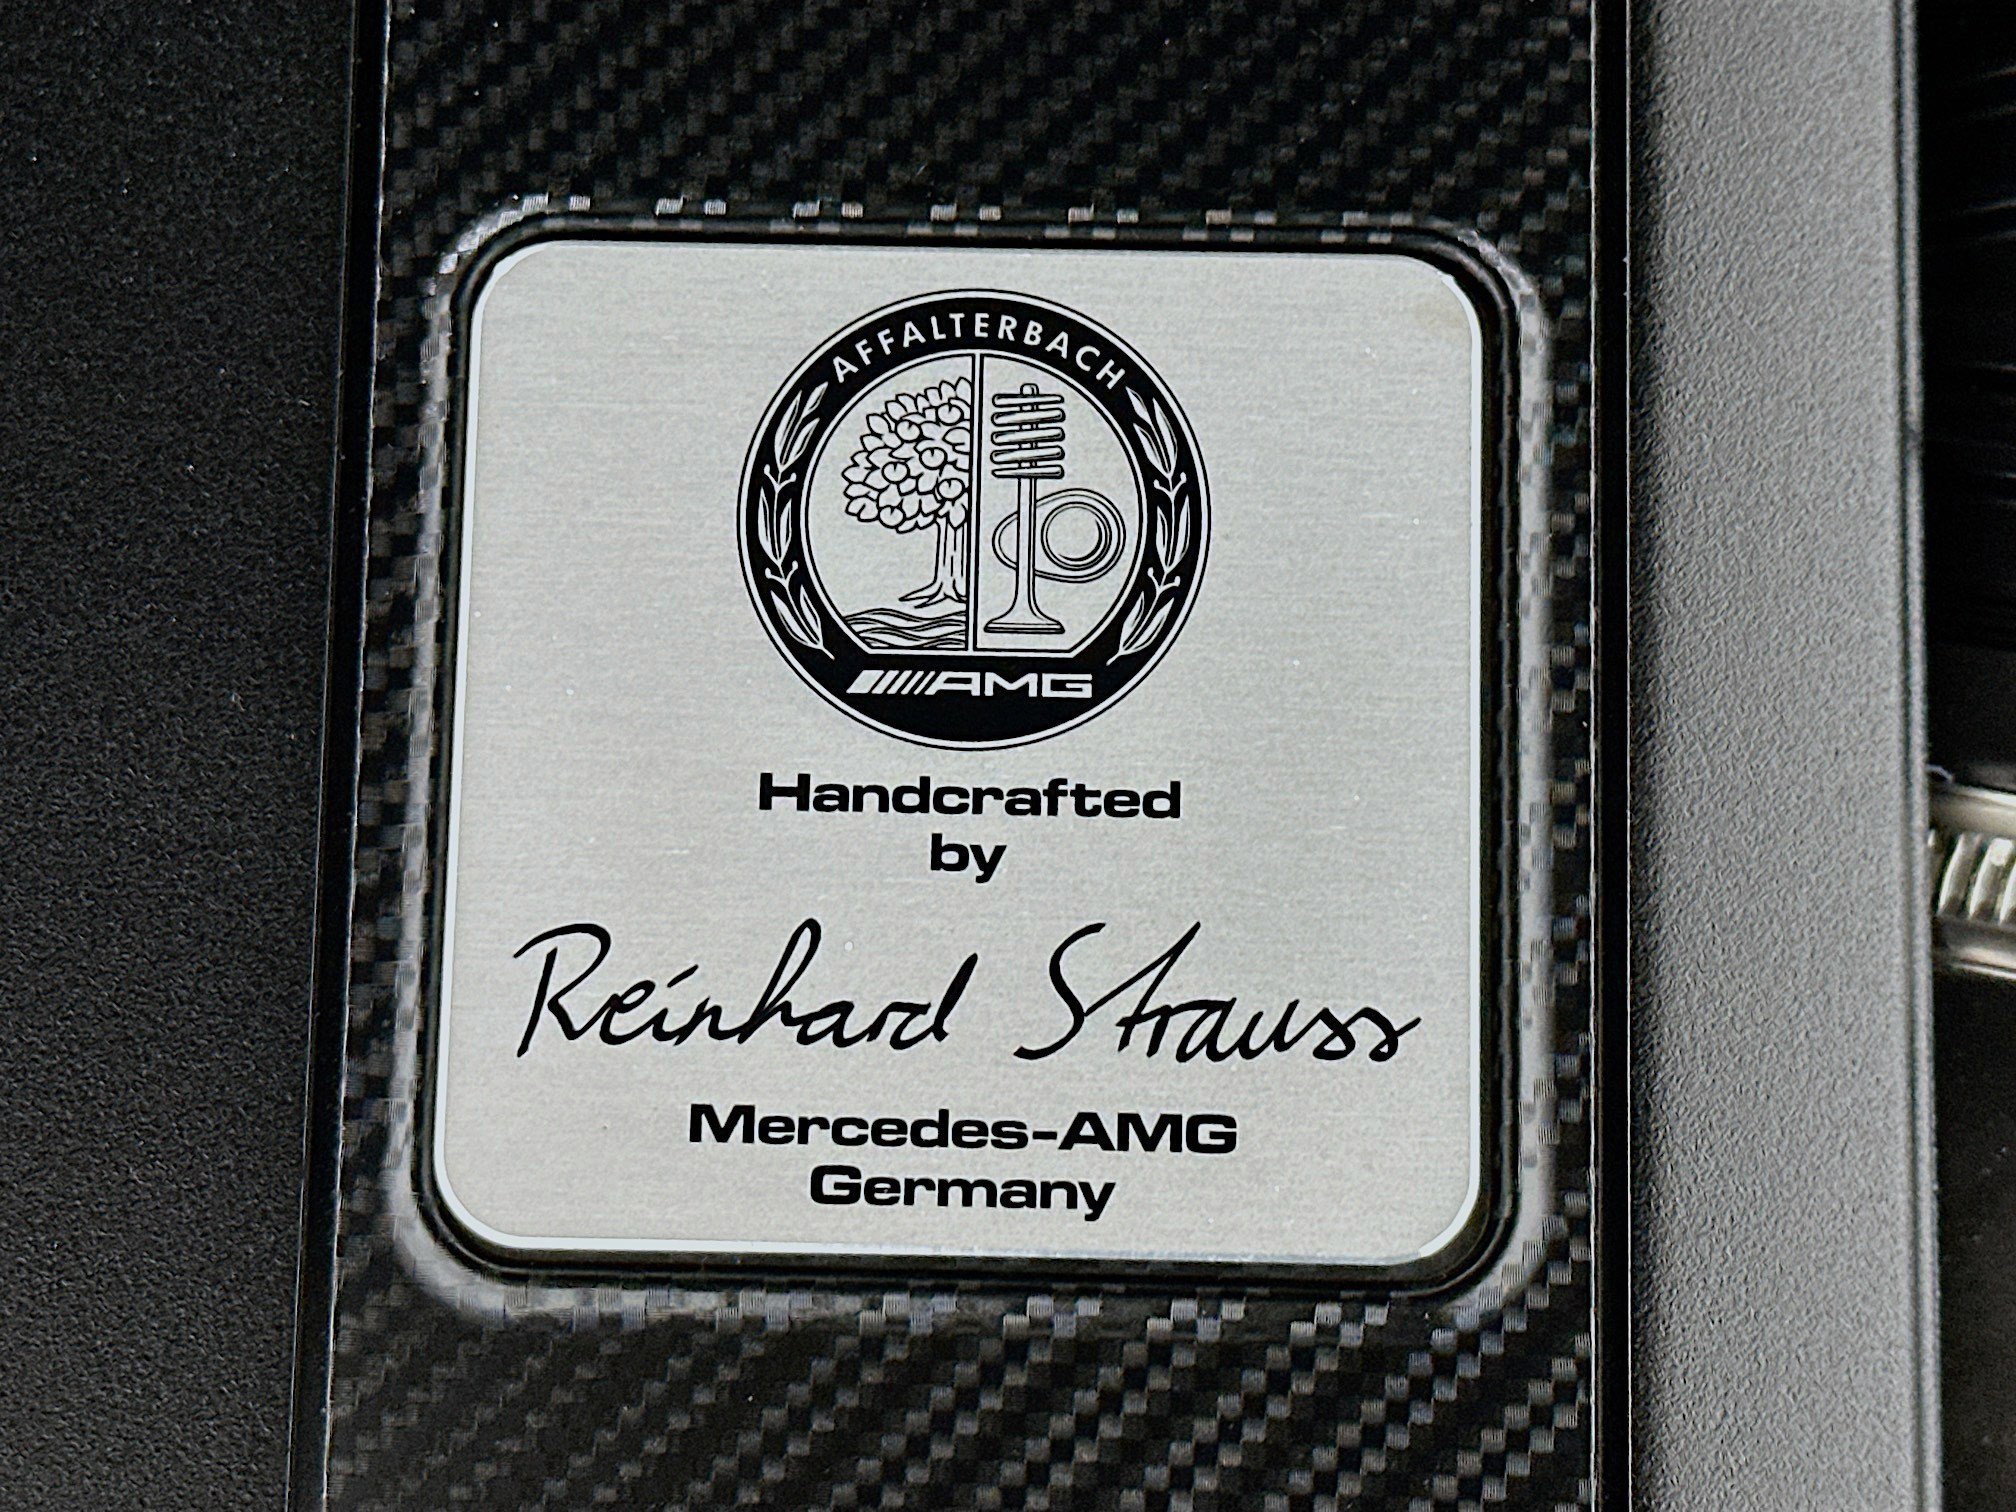 AFFALTERBACH
AMG
Handcrafted
by
Reinhard Strauss
Mercedes-AMG
Germany